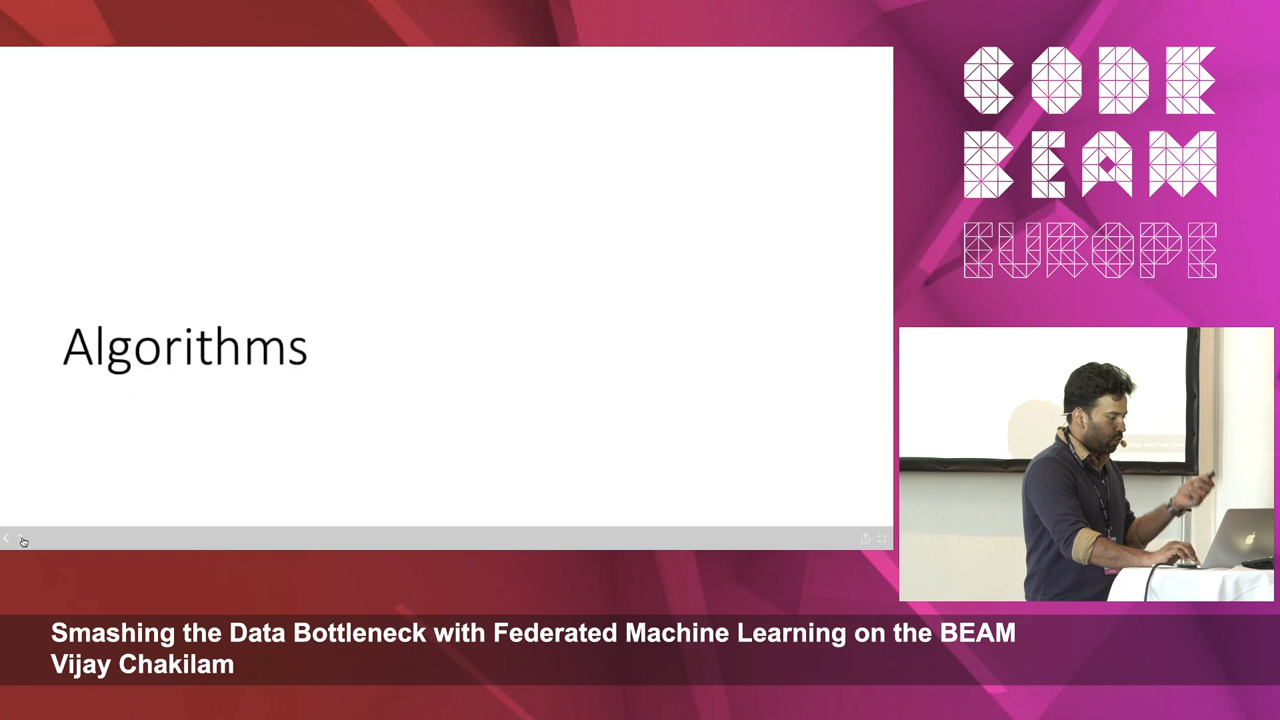 Algorithms
CODE
BEAM
EUROPE
Smashing the Data Bottleneck with Federated Machine Learning on the BEAM
Vijay Chakilam